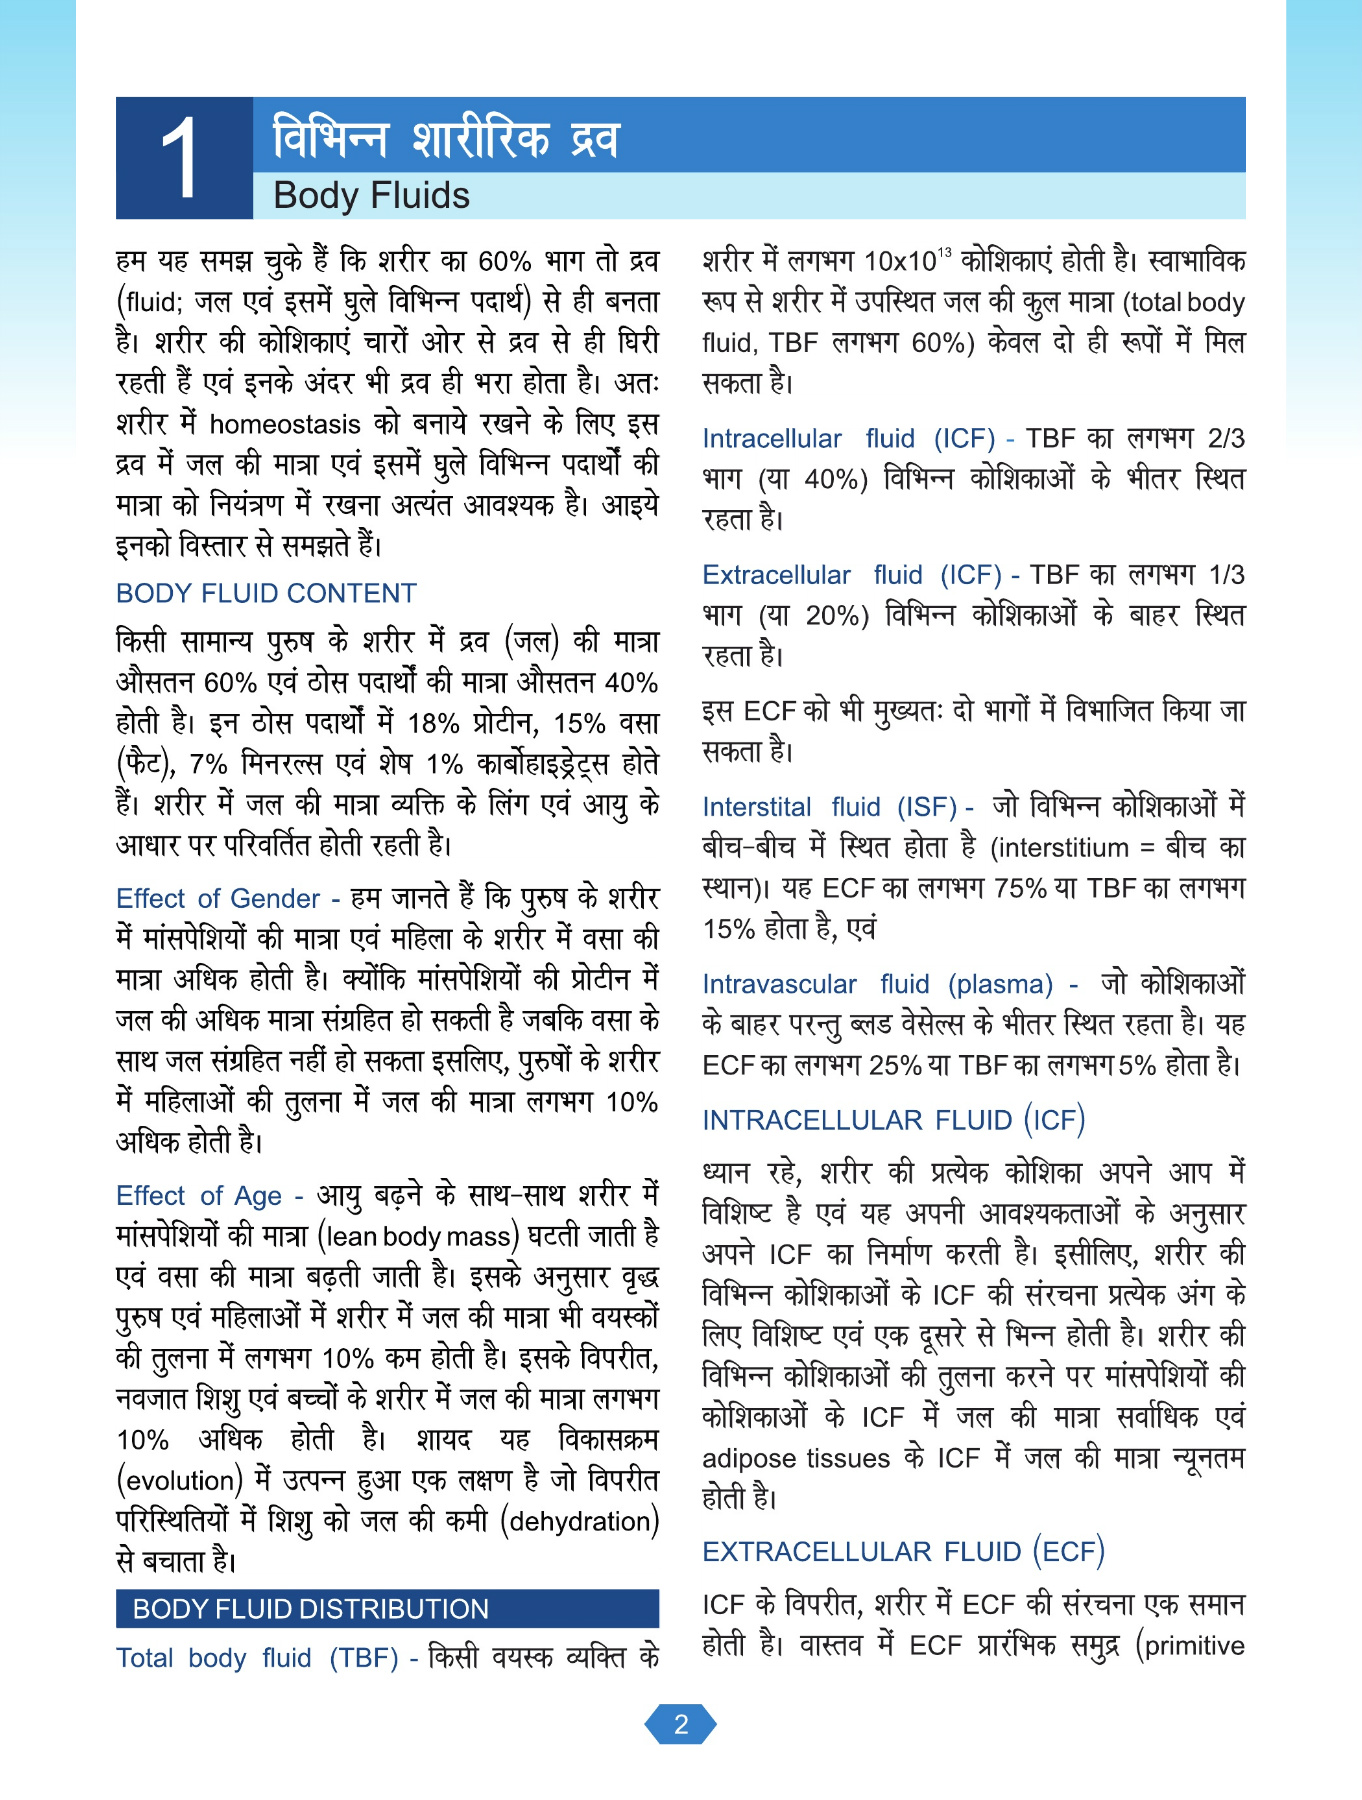 1
विभिन्न शारीरिक द्रव
Body Fluids
हम यह समझ चुके हैं कि शरीर का 60% भाग तो द्रव
(fluid; जल एवं इसमें घुले विभिन्न पदार्थ) से ही बनता
है। शरीर की कोशिकाएं चारों ओर से द्रव से ही घिरी
रहती हैं एवं इनके अंदर भी द्रव ही भरा होता है। अतः
शरीर में homeostasis को बनाये रखने के लिए इस
द्रव में जल की मात्रा एवं इसमें घुले विभिन्न पदार्थों की
मात्रा को नियंत्रण में रखना अत्यंत आवश्यक है। आइये
इनको विस्तार से समझते हैं।
BODY FLUID CONTENT
किसी सामान्य पुरुष के शरीर में द्रव (जल) की मात्रा
औसतन 60% एवं ठोस पदार्थों की मात्रा औसतन 40%
होती है। इन ठोस पदार्थों में 18% प्रोटीन, 15% वसा
(फैट), 7% मिनरल्स एवं शेष 1% कार्बोहाइड्रेट्स होते
हैं। शरीर में जल की मात्रा व्यक्ति के लिंग एवं आयु के
आधार पर परिवर्तित होती रहती है।
Effect of Gender - हम जानते हैं कि पुरुष के शरीर
में मांसपेशियों की मात्रा एवं महिला के शरीर में वसा की
मात्रा अधिक होती है। क्योंकि मांसपेशियों की प्रोटीन में
जल की अधिक मात्रा संग्रहित हो सकती है जबकि वसा के
साथ जल संग्रहित नहीं हो सकता इसलिए, पुरुषों के शरीर
में महिलाओं की तुलना में जल की मात्रा लगभग 10%
अधिक होती है।
Effect of Age - आयु बढ़ने के साथ-साथ शरीर में
मांसपेशियों की मात्रा (lean body mass) घटती जाती है
एवं वसा की मात्रा बढ़ती जाती है। इसके अनुसार वृद्ध
पुरुष एवं महिलाओं में शरीर में जल की मात्रा भी वयस्कों
की तुलना में लगभग 10% कम होती है। इसके विपरीत,
नवजात शिशु एवं बच्चों के शरीर में जल की मात्रा लगभग
10% अधिक होती है। शायद यह विकासक्रम
(evolution) में उत्पन्न हुआ एक लक्षण है जो विपरीत
परिस्थितियों में शिशु को जल की कमी (dehydration)
से बचाता है।
BODY FLUID DISTRIBUTION
Total body fluid (TBF) - किसी वयस्क व्यक्ति के
शरीर में लगभग 10x10¹³ कोशिकाएं होती है। स्वाभाविक
रूप से शरीर में उपस्थित जल की कुल मात्रा (total body
fluid, TBF लगभग 60%) केवल दो ही रूपों में मिल
सकता है।
Intracellular fluid (ICF) - TBF का लगभग 2/3
भाग (या 40%) विभिन्न कोशिकाओं के भीतर स्थित
रहता है।
Extracellular fluid (ICF) - TBF का लगभग 1/3
भाग (या 20%) विभिन्न कोशिकाओं के बाहर स्थित
रहता है।
इस ECF को भी मुख्यतः दो भागों में विभाजित किया जा
सकता है।
Interstital fluid (ISF) - जो विभिन्न कोशिकाओं में
बीच-बीच में स्थित होता है (interstitium = बीच का
स्थान)। यह ECF का लगभग 75% या TBF का लगभग
15% होता है, एवं
Intravascular fluid (plasma) - जो कोशिकाओं
के बाहर परन्तु ब्लड वेसेल्स के भीतर स्थित रहता है। यह
ECF का लगभग 25% या TBF का लगभग 5% होता है।
INTRACELLULAR FLUID (ICF)
ध्यान रहे, शरीर की प्रत्येक कोशिका अपने आप में
विशिष्ट है एवं यह अपनी आवश्यकताओं के अनुसार
अपने ICF का निर्माण करती है। इसीलिए, शरीर की
विभिन्न कोशिकाओं के ICF की संरचना प्रत्येक अंग के
लिए विशिष्ट एवं एक दूसरे से भिन्न होती है। शरीर की
विभिन्न कोशिकाओं की तुलना करने पर मांसपेशियों की
कोशिकाओं के ICF में जल की मात्रा सर्वाधिक एवं
adipose tissues के ICF में जल की मात्रा न्यूनतम
होती है।
EXTRACELLULAR FLUID (ECF)
ICF के विपरीत, शरीर में ECF की संरचना एक समान
होती है। वास्तव में ECF प्रारंभिक समुद्र (primitive
2